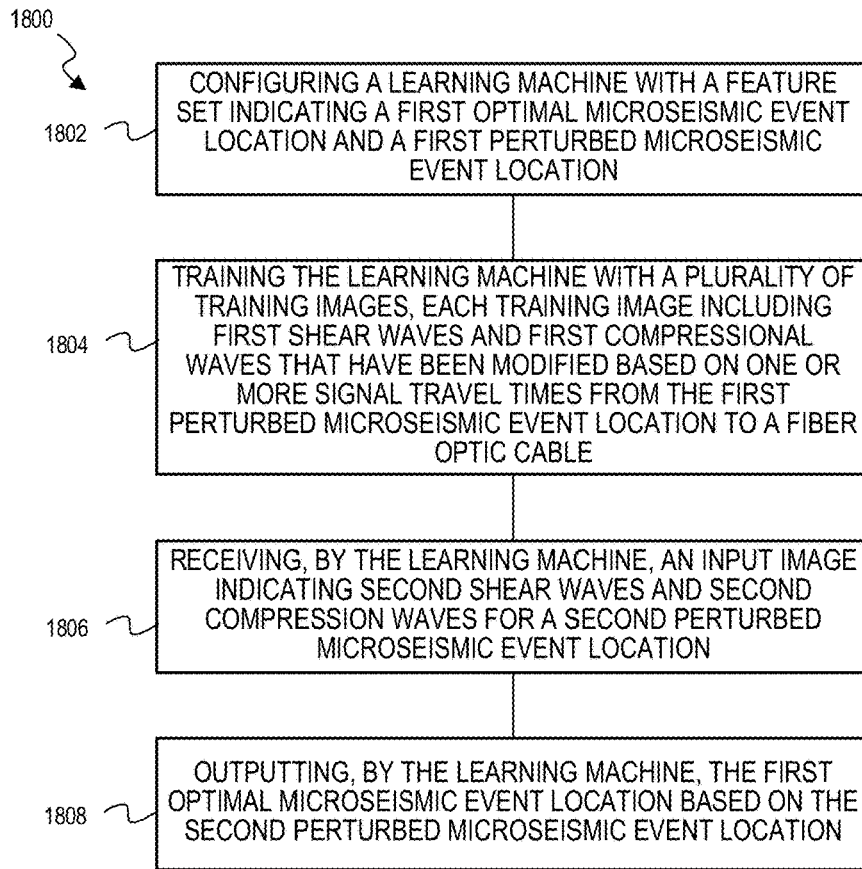 1800
1802
CONFIGURING A LEARNING MACHINE WITH A FEATURE
SET INDICATING A FIRST OPTIMAL MICROSEISMIC EVENT
LOCATION AND A FIRST PERTURBED MICROSEISMIC
EVENT LOCATION
1804
TRAINING THE LEARNING MACHINE WITH A PLURALITY OF
TRAINING IMAGES, EACH TRAINING IMAGE INCLUDING
FIRST SHEAR WAVES AND FIRST COMPRESSIONAL
WAVES THAT HAVE BEEN MODIFIED BASED ON ONE OR
MORE SIGNAL TRAVEL TIMES FROM THE FIRST
PERTURBED MICROSEISMIC EVENT LOCATION TO A FIBER
OPTIC CABLE
1806
RECEIVING, BY THE LEARNING MACHINE, AN INPUT IMAGE
INDICATING SECOND SHEAR WAVES AND SECOND
COMPRESSION WAVES FOR A SECOND PERTURBED
MICROSEISMIC EVENT LOCATION
1808
OUTPUTTING, BY THE LEARNING MACHINE, THE FIRST
OPTIMAL MICROSEISMIC EVENT LOCATION BASED ON THE
SECOND PERTURBED MICROSEISMIC EVENT LOCATION